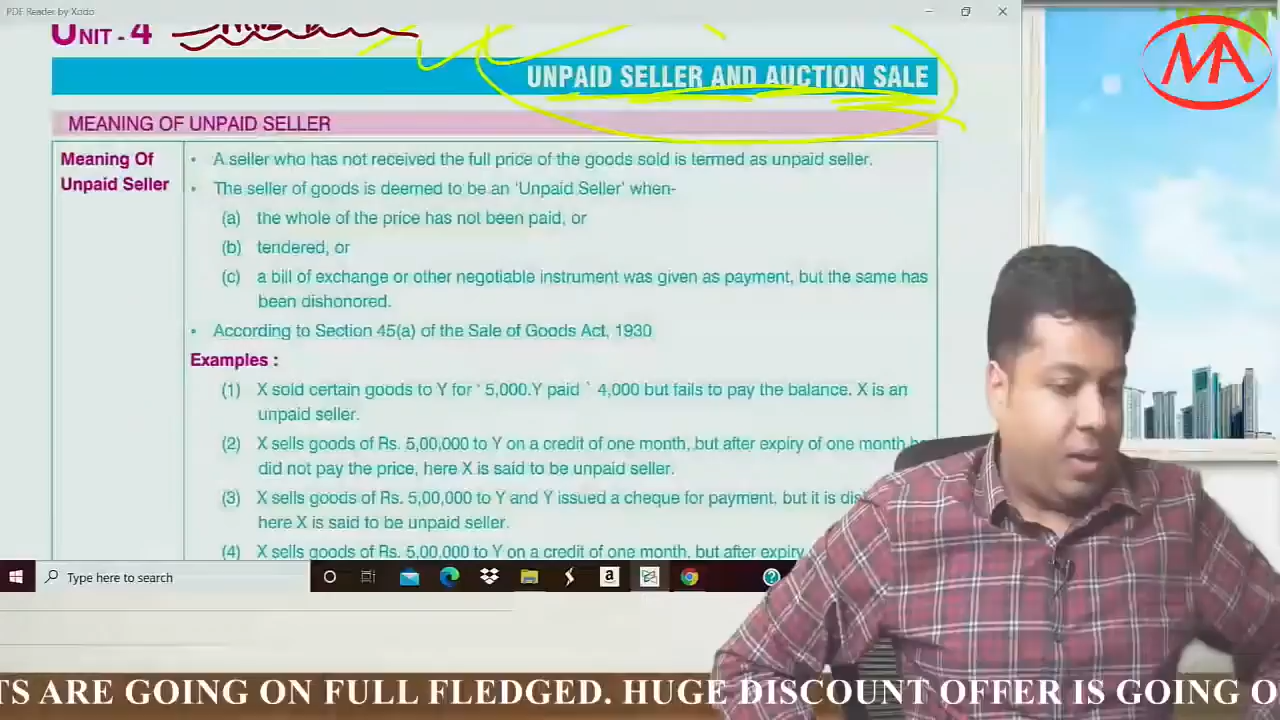 PDF Reader by Xodo
UNIT - 4
UNPAID SELLER AND AUCTION SALE
MEANING OF UNPAID SELLER
Meaning Of
Unpaid Seller
• A seller who has not received the full price of the goods sold is termed as unpaid seller.
• The seller of goods is deemed to be an ‘Unpaid Seller’ when-
(a) the whole of the price has not been paid, or
(b) tendered, or
(c) a bill of exchange or other negotiable instrument was given as payment, but the same has
been dishonored.
• According to Section 45(a) of the Sale of Goods Act, 1930
Examples :
(1) X sold certain goods to Y for ‘ 5,000.Y paid ` 4,000 but fails to pay the balance. X is an
unpaid seller.
(2) X sells goods of Rs. 5,00,000 to Y on a credit of one month, but after expiry of one month
did not pay the price, here X is said to be unpaid seller.
(3) X sells goods of Rs. 5,00,000 to Y and Y issued a cheque for payment, but it is
here X is said to be unpaid seller.
(4) X sells goods of Rs. 5,00,000 to Y on a credit of one month, but after expiry
Type here to search
MA
TS ARE GOING ON FULL FLEDGED. HUGE DISCOUNT OFFER IS GOING O